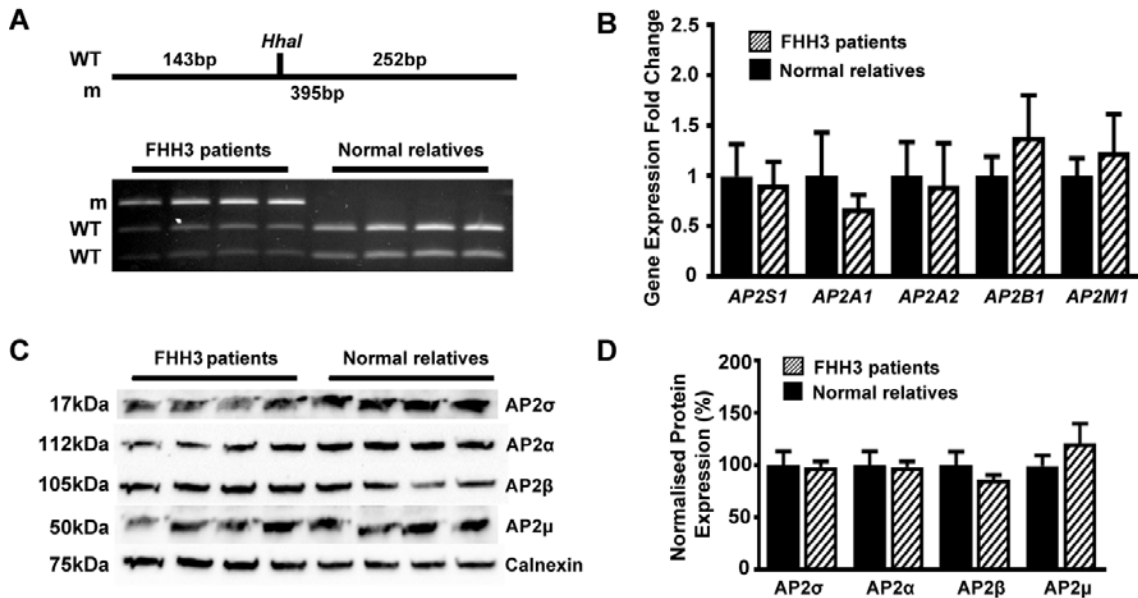 A
HhaI
WT 143bp 252bp
m 395bp
FHH3 patients Normal relatives
m
WT
WT
B
Gene Expression Fold Change
2.5
2.0
1.5
1
0.5
0
FHH3 patients
Normal relatives
AP2S1 AP2A1 AP2A2 AP2B1 AP2M1
C
FHH3 patients Normal relatives
17kDa AP2σ
112kDa AP2α
105kDa AP2β
50kDa AP2μ
75kDa Calnexin
D
Normalised Protein
Expression (%)
200
150
100
50
0
FHH3 patients
Normal relatives
AP2σ AP2α AP2β AP2μ